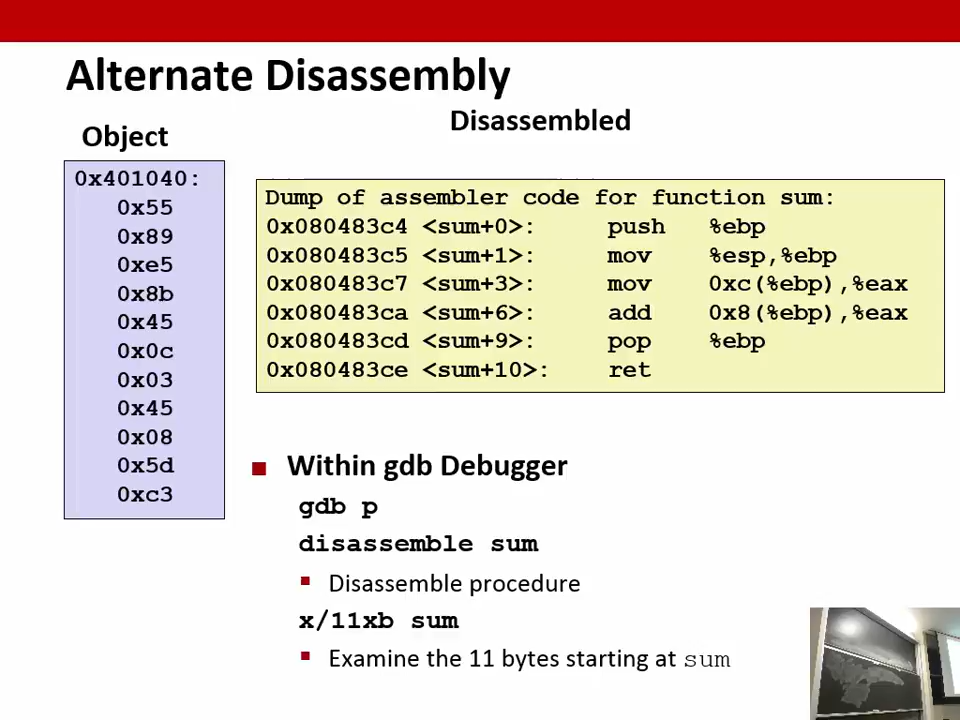 Alternate Disassembly
Disassembled
Object
0x401040:
0x55
0x89
0xe5
0x8b
0x45
0x0c
0x03
0x45
0x08
0x5d
0xc3
Dump of assembler code for function sum:
0x080483c4 <sum+0>: push %ebp
0x080483c5 <sum+1>: mov %esp,%ebp
0x080483c7 <sum+3>: mov 0xc(%ebp),%eax
0x080483ca <sum+6>: add 0x8(%ebp),%eax
0x080483cd <sum+9>: pop %ebp
0x080483ce <sum+10>: ret
Within gdb Debugger
gdb p
disassemble sum
Disassemble procedure
x/11xb sum
Examine the 11 bytes starting at sum